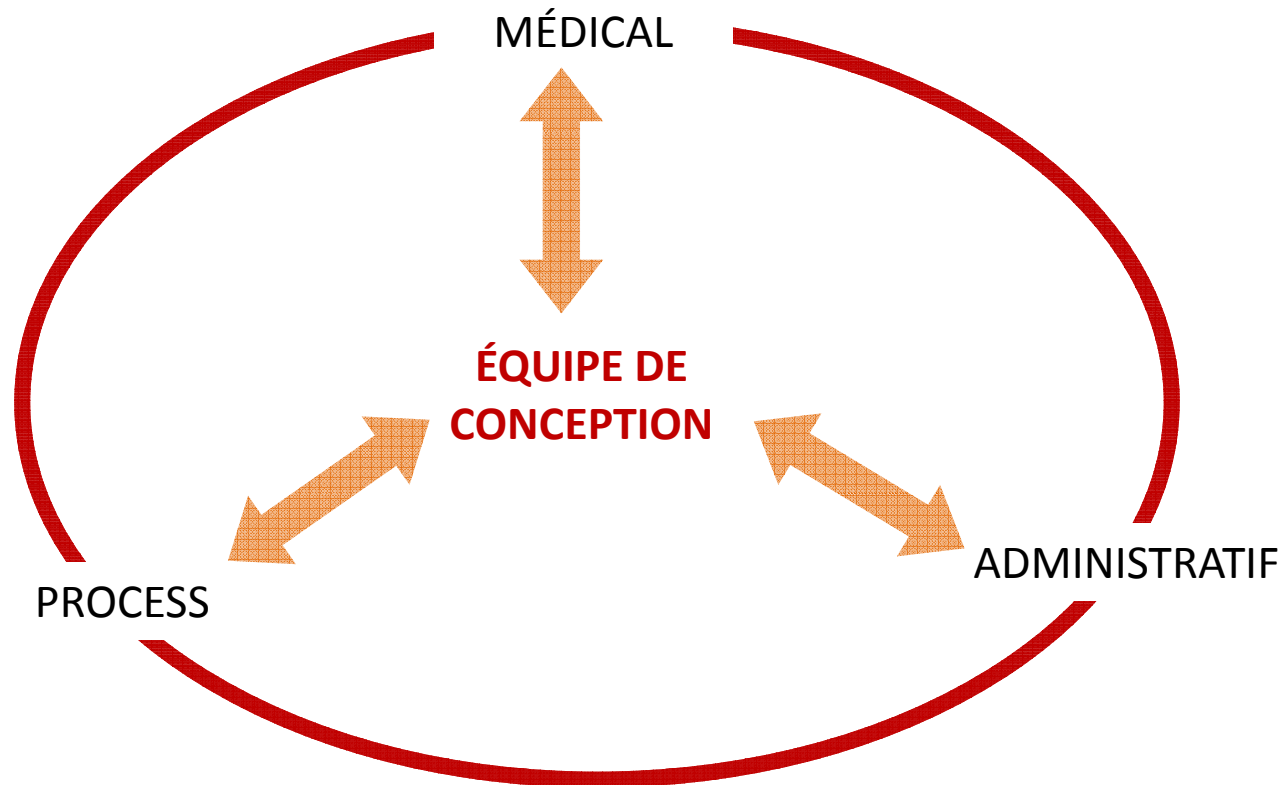 MÉDICAL
ÉQUIPE DE
CONCEPTION
ADMINISTRATIF
PROCESS